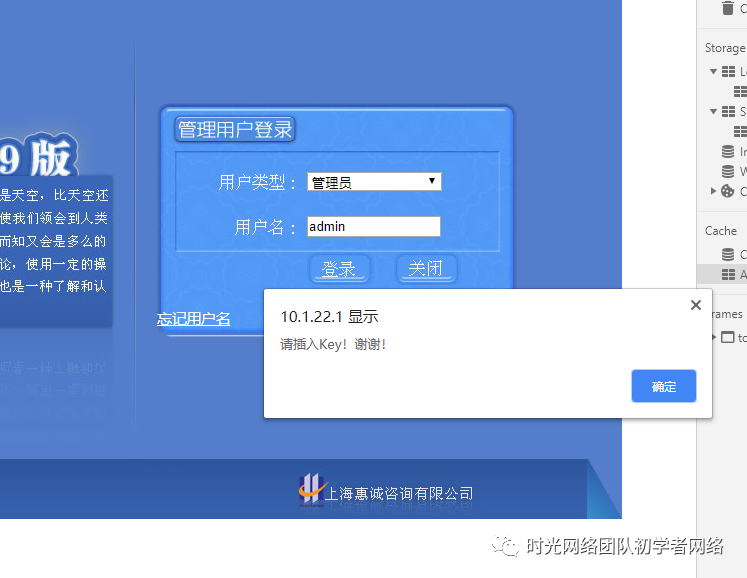 管理用户登录
9 版
是天空，比天空还
使我们领会到人类
而知又会是多么的
论，使用一定的操
也是一种了解和认
用户类型：
管理员
用户名：
admin
登录
关闭
忘记用户名
10.1.22.1 显示
请插入Key！谢谢！
确定
上海惠诚咨询有限公司
Storage
Cache
rames
时光网络团队初学者网络